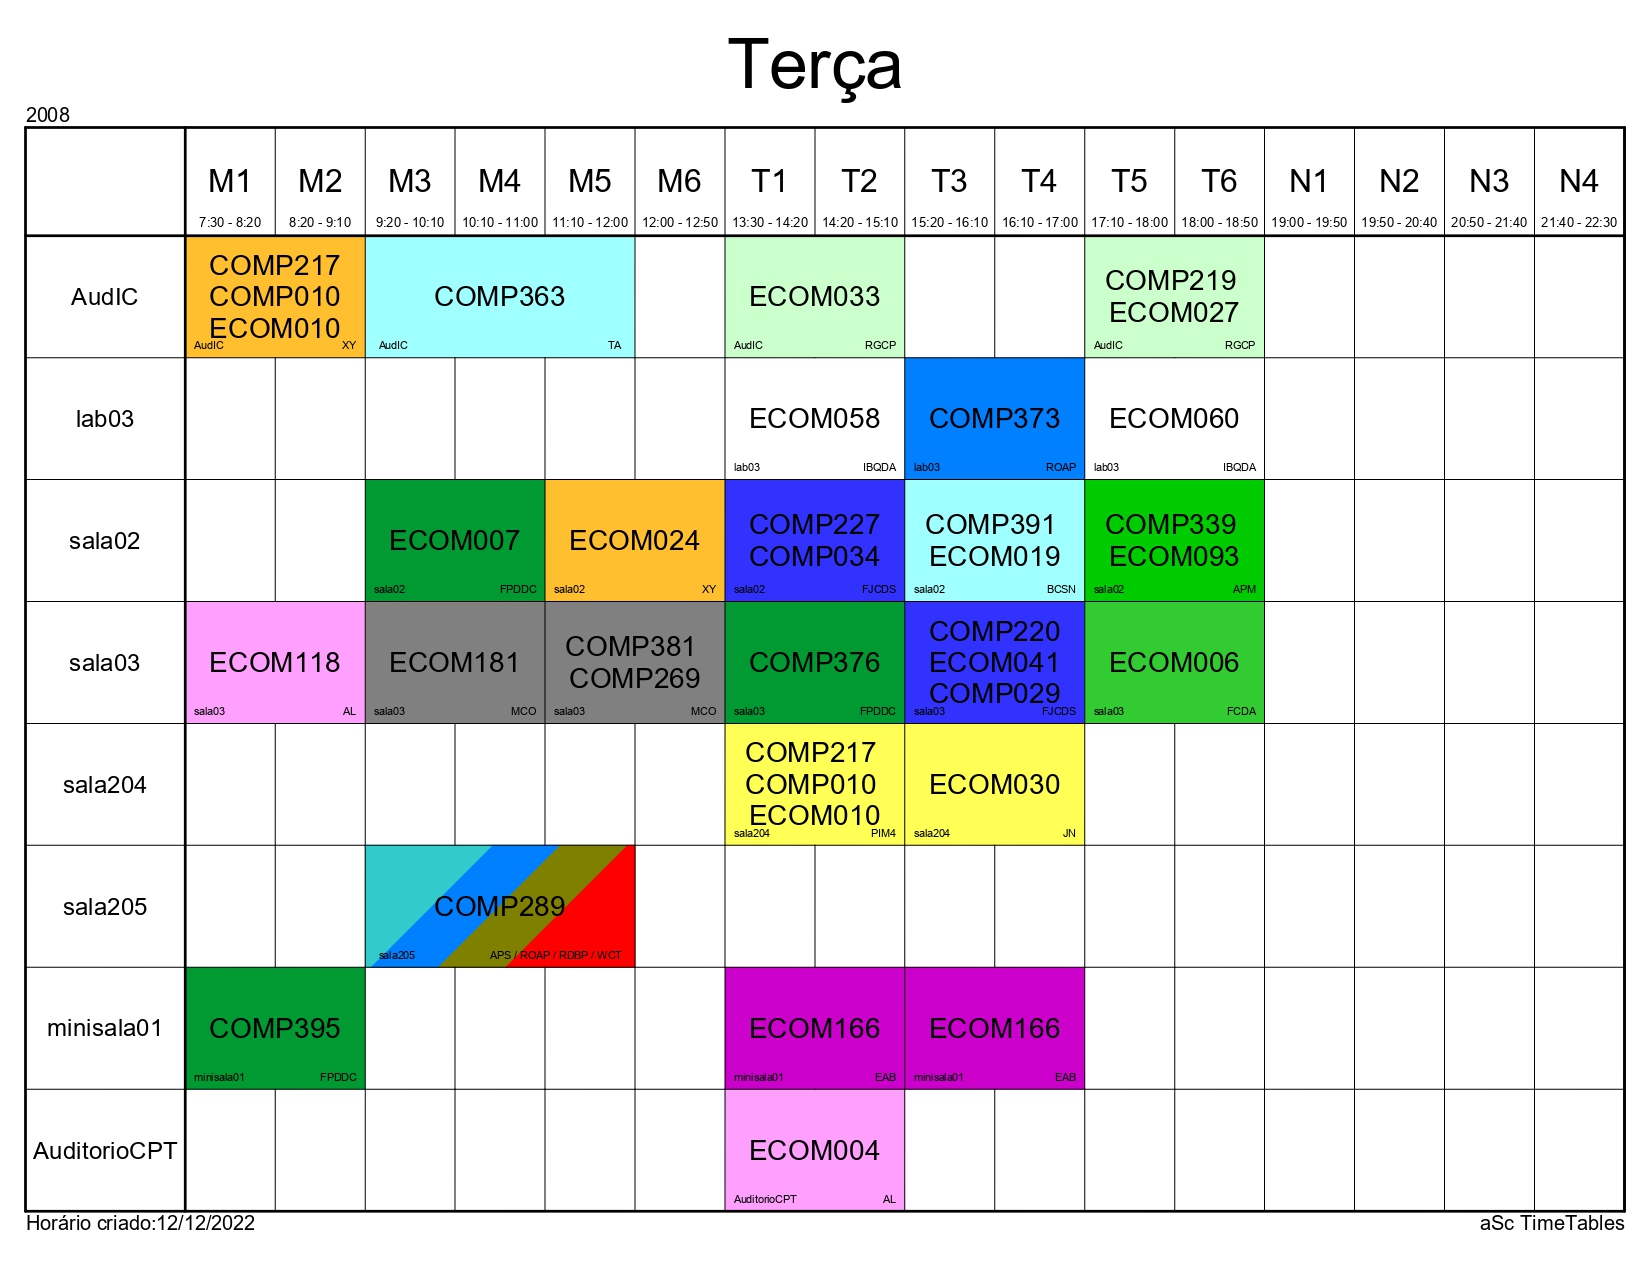 Terça
2008
M1 M2 M3 M4 M5 M6 T1 T2 T3 T4 T5 T6 N1 N2 N3 N4
7:30 - 8:20 8:20 - 9:10 9:20 - 10:10 10:10 - 11:00 11:10 - 12:00 12:00 - 12:50 13:30 - 14:20 14:20 - 15:10 15:20 - 16:10 16:10 - 17:00 17:10 - 18:00 18:00 - 18:50 19:00 - 19:50 19:50 - 20:40 20:50 - 21:40 21:40 - 22:30
AudIC
COMP217
COMP010
ECOM010
AudIC XY
COMP363
AudIC TA
ECOM033
AudIC RGCP
COMP219
ECOM027
AudIC RGCP
lab03
ECOM058
lab03 IBQDA
COMP373
lab03 ROAP
ECOM060
lab03 IBQDA
sala02
ECOM007
sala02 FPDDC
ECOM024
sala02 XY
COMP227
COMP034
sala02 FJCDS
COMP391
ECOM019
sala02 BCSN
COMP339
ECOM093
sala02 APM
sala03
ECOM118
sala03 AL
ECOM181
sala03 MCO
COMP381
COMP269
sala03 MCO
COMP376
sala03 FPDDC
COMP220
ECOM041
COMP029
sala03 FJCDS
ECOM006
sala03 FCDA
sala204
COMP217
COMP010
ECOM010
sala204 PIM4
ECOM030
sala204 JN
sala205
COMP289
sala205 APS / ROAP / RDBP / WCT
minisala01
COMP395
minisala01 FPDDC
ECOM166
minisala01 EAB
ECOM166
minisala01 EAB
AuditorioCPT
ECOM004
AuditorioCPT AL
Horário criado:12/12/2022
aSc TimeTables